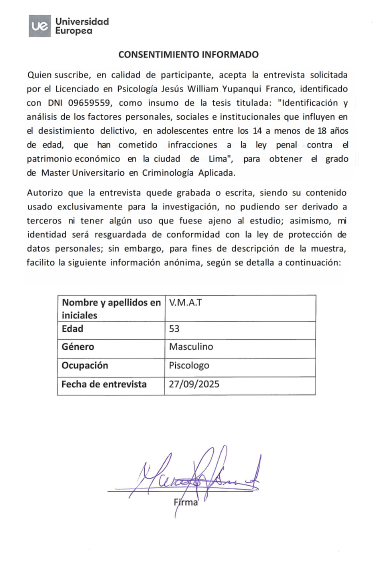 ue Universidad
Europea
CONSENTIMIENTO INFORMADO
Quien suscribe, en calidad de participante, acepta la entrevista solicitada
por el Licenciado en Psicología Jesús William Yupanqui Franco, identificado
con DNI 09659559, como insumo de la tesis titulada: "Identificación y
análisis de los factores personales, sociales e institucionales que influyen en
el desistimiento delictivo, en adolescentes entre los 14 a menos de 18 años
de edad, que han cometido infracciones a la ley penal contra el
patrimonio económico en la ciudad de Lima", para obtener el grado
de Master Universitario en Criminología Aplicada.
Autorizo que la entrevista quede grabada o escrita, siendo su contenido
usado exclusivamente para la investigación, no pudiendo ser derivado a
terceros ni tener algún uso que fuese ajeno al estudio; asimismo, mi
identidad será resguardada de conformidad con la ley de protección de
datos personales; sin embargo, para fines de descripción de la muestra,
facilito la siguiente información anónima, según se detalla a continuación:
Nombre y apellidos en iniciales V.M.A.T
Edad 53
Género Masculino
Ocupación Piscologo
Fecha de entrevista 27/09/2025
Firma